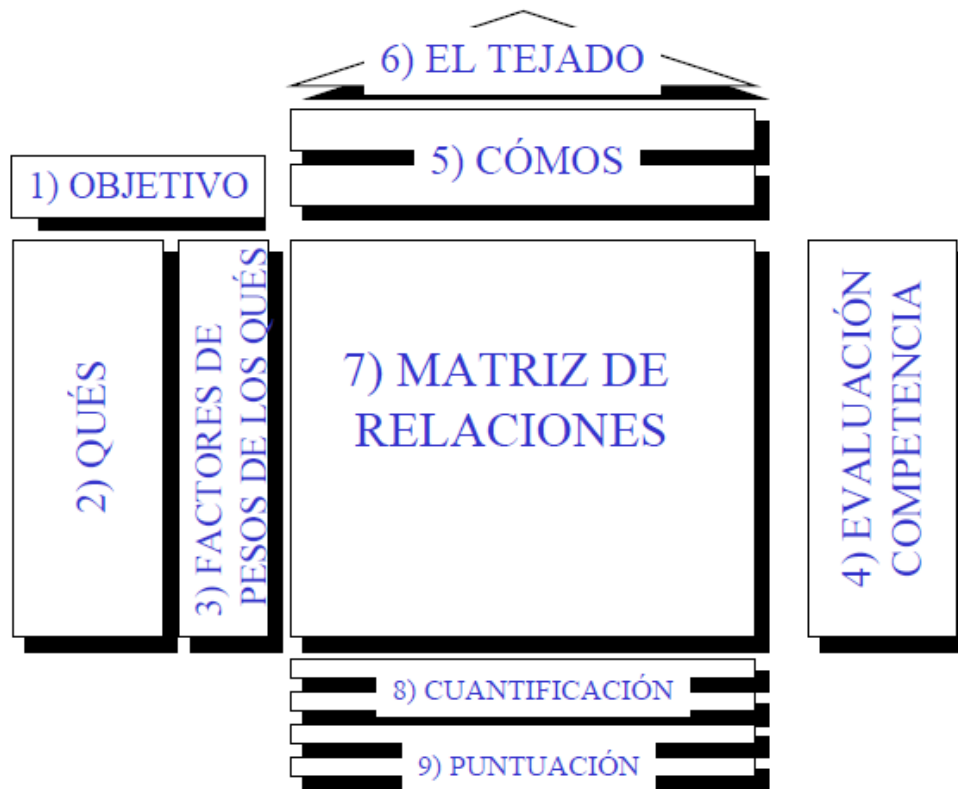 6) EL TEJADO
5) CÓMOS
1) OBJETIVO
2) QUÉS
3) FACTORES DE
PESOS DE LOS QUÉS
7) MATRIZ DE
RELACIONES
4) EVALUACIÓN
COMPETENCIA
8) CUANTIFICACIÓN
9) PUNTUACIÓN